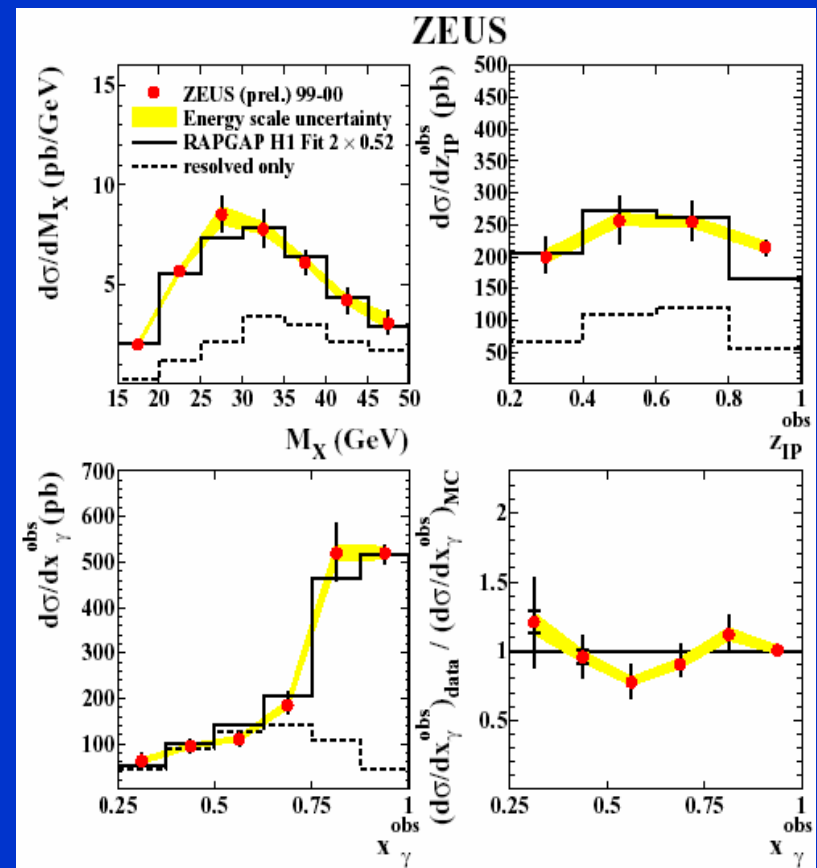 ZEUS
dσ/dM_X (pb/GeV)
15
10
5
ZEUS (prel.) 99-00
Energy scale uncertainty
RAPGAP H1 Fit 2 × 0.52
resolved only
15 20 25 30 35 40 45 50
M_X (GeV)
dσ/dz_IP^obs (pb)
500
450
400
350
300
250
200
150
100
50
0.2 0.4 0.6 0.8 1
z_IP^obs
dσ/dx_γ^obs (pb)
700
600
500
400
300
200
100
0.25 0.5 0.75 1
x_γ^obs
(dσ/dx_γ^obs)_data / (dσ/dx_γ^obs)_MC
2
1.5
1
0.5
0.25 0.5 0.75 1
x_γ^obs